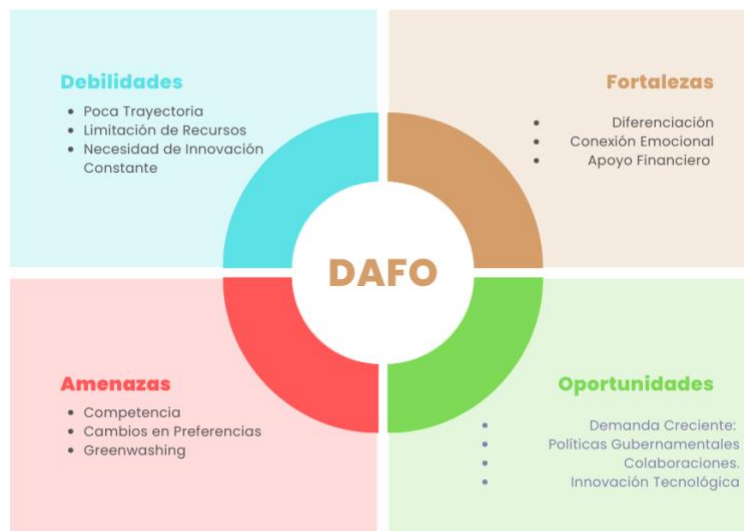 Debilidades
• Poca Trayectoria
• Limitación de Recursos
• Necesidad de Innovación
Constante
Fortalezas
• Diferenciación
• Conexión Emocional
• Apoyo Financiero
DAFO
Amenazas
• Competencia
• Cambios en Preferencias
• Greenwashing
Oportunidades
• Demanda Creciente:
• Políticas Gubernamentales
• Colaboraciones.
• Innovación Tecnológica